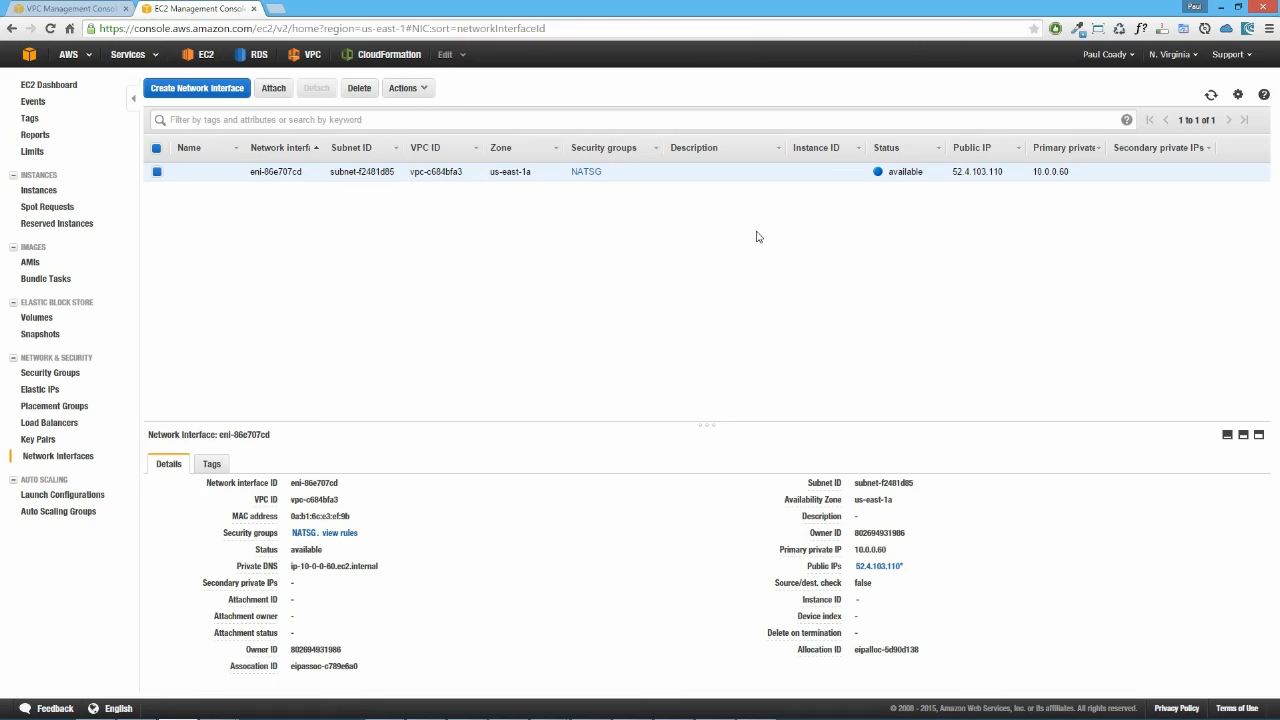 VPC Management Conso
EC2 Management Conso
Paul
https://console.aws.amazon.com/ec2/v2/home?region=us-east-1#NIC:sort=networkInterfaceId
AWS
Services
EC2
RDS
VPC
CloudFormation
Edit
Paul Coady
N. Virginia
Support
EC2 Dashboard
Events
Tags
Reports
Limits
INSTANCES
Instances
Spot Requests
Reserved Instances
IMAGES
AMIs
Bundle Tasks
ELASTIC BLOCK STORE
Volumes
Snapshots
NETWORK & SECURITY
Security Groups
Elastic IPs
Placement Groups
Load Balancers
Key Pairs
Network Interfaces
AUTO SCALING
Launch Configurations
Auto Scaling Groups
Create Network Interface
Attach
Detach
Delete
Actions
Filter by tags and attributes or search by keyword
1 to 1 of 1
Name Network interfa Subnet ID VPC ID Zone Security groups Description Instance ID Status Public IP Primary private Secondary private IPs
eni-86e707cd subnet-f2481d85 vpc-c684bfa3 us-east-1a NATSG available 52.4.103.110 10.0.0.60
Network Interface: eni-86e707cd
Details
Tags
Network interface ID eni-86e707cd
VPC ID vpc-c684bfa3
MAC address 0a:b1:6c:e3:ef:9b
Security groups NATSG. view rules
Status available
Private DNS ip-10-0-0-60.ec2.internal
Secondary private IPs -
Attachment ID -
Attachment owner -
Attachment status -
Owner ID 802694931986
Assocation ID eipassoc-c789e6a0
Subnet ID subnet-f2481d85
Availability Zone us-east-1a
Description -
Owner ID 802694931986
Primary private IP 10.0.0.60
Public IPs 52.4.103.110*
Source/dest. check false
Instance ID -
Device index -
Delete on termination -
Allocation ID eipalloc-5d90d138
Feedback
English
© 2008 - 2015, Amazon Web Services, Inc. or its affiliates. All rights reserved.
Privacy Policy
Terms of Use